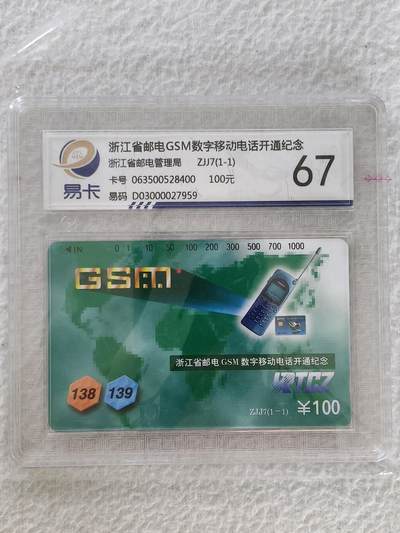 浙江省邮电GSM数字移动电话开通纪念
浙江省邮电管理局 ZJJ7(1-1)
卡号 063500528400 100元
易码 D03000027959
67
易卡
IN 0 1 10 20 50 100 200 300 500 700 1000
GSM
浙江省邮电GSM数字移动电话开通纪念
138 139
ZJJ7(1-1) ¥100